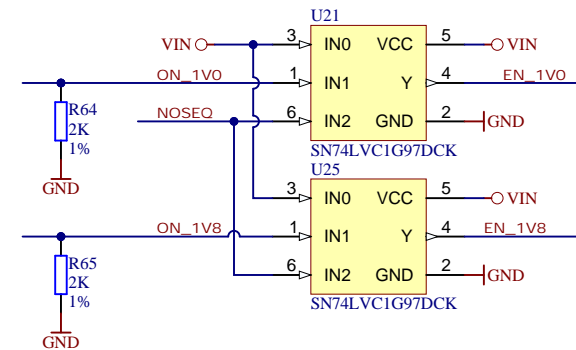 U21
VIN 3 IN0 VCC 5 VIN
ON_1V0 1 IN1 Y 4 EN_1V0
R64
2K
1%
NOSEQ 6 IN2 GND 2 GND
SN74LVC1G97DCK
GND
U25
3 IN0 VCC 5 VIN
ON_1V8 1 IN1 Y 4 EN_1V8
R65
2K
1%
6 IN2 GND 2 GND
SN74LVC1G97DCK
GND